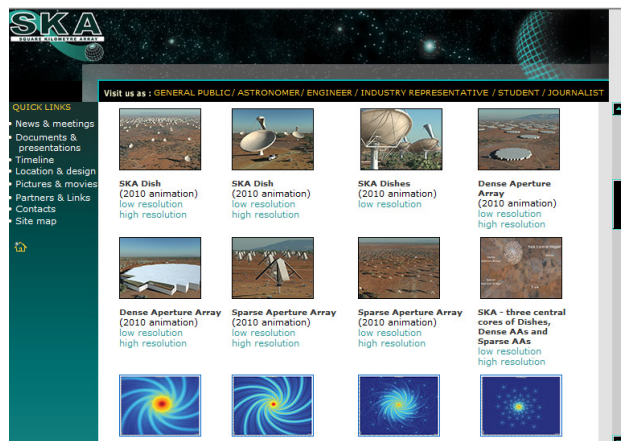 SKA
SQUARE KILOMETRE ARRAY
Visit us as : GENERAL PUBLIC/ ASTRONOMER/ ENGINEER / INDUSTRY REPRESENTATIVE / STUDENT / JOURNALIST
QUICK LINKS
News & meetings
Documents &
presentations
Timeline
Location & design
Pictures & movies
Partners & Links
Contacts
Site map
SKA Dish
(2010 animation)
low resolution
high resolution
SKA Dish
(2010 animation)
low resolution
high resolution
SKA Dishes
(2010 animation)
low resolution
high resolution
Dense Aperture
Array
(2010 animation)
low resolution
high resolution
Dense Aperture Array
(2010 animation)
low resolution
high resolution
Sparse Aperture Array
(2010 animation)
low resolution
high resolution
Sparse Aperture Array
(2010 animation)
low resolution
high resolution
SKA - three central
cores of Dishes,
Dense AAs and
Sparse AAs
low resolution
high resolution